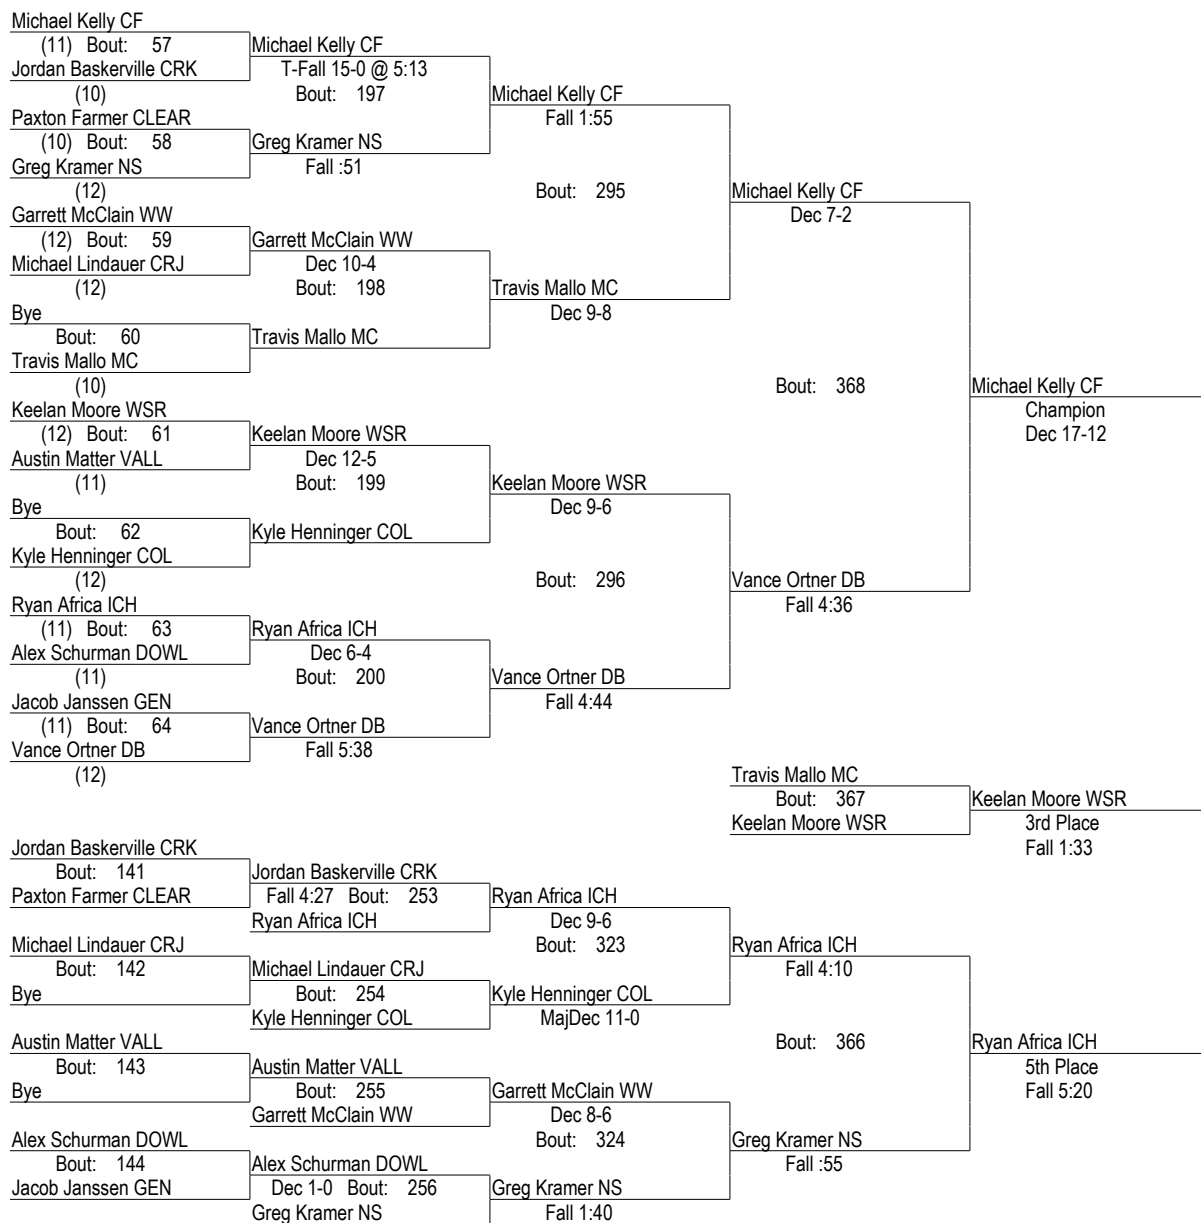 Michael Kelly CF
(11) Bout: 57 Michael Kelly CF
Jordan Baskerville CRK T-Fall 15-0 @ 5:13
(10) Bout: 197 Michael Kelly CF
Paxton Farmer CLEAR Fall 1:55
(10) Bout: 58 Greg Kramer NS
Greg Kramer NS Fall :51
(12) Bout: 295 Michael Kelly CF
Garrett McClain WW Dec 7-2
(12) Bout: 59 Garrett McClain WW
Michael Lindauer CRJ Dec 10-4
(12) Bout: 198 Travis Mallo MC
Bye Dec 9-8
Bout: 60 Travis Mallo MC
Travis Mallo MC
(10) Bout: 368 Michael Kelly CF
Keelan Moore WSR Champion
(12) Bout: 61 Keelan Moore WSR Dec 17-12
Austin Matter VALL Dec 12-5
(11) Bout: 199 Keelan Moore WSR
Bye Dec 9-6
Bout: 62 Kyle Henninger COL
Kyle Henninger COL
(12) Bout: 296 Vance Ortner DB
Ryan Africa ICH Fall 4:36
(11) Bout: 63 Ryan Africa ICH
Alex Schurman DOWL Dec 6-4
(11) Bout: 200 Vance Ortner DB
Jacob Janssen GEN Fall 4:44
(11) Bout: 64 Vance Ortner DB
Vance Ortner DB Fall 5:38
(12) Travis Mallo MC
Bout: 367 Keelan Moore WSR
Keelan Moore WSR 3rd Place
Jordan Baskerville CRK Fall 1:33
Bout: 141 Jordan Baskerville CRK
Paxton Farmer CLEAR Fall 4:27 Bout: 253 Ryan Africa ICH
Ryan Africa ICH Dec 9-6
Michael Lindauer CRJ Bout: 323 Ryan Africa ICH
Bout: 142 Michael Lindauer CRJ Fall 4:10
Bye Bout: 254 Kyle Henninger COL
Kyle Henninger COL MajDec 11-0
Austin Matter VALL Bout: 366 Ryan Africa ICH
Bout: 143 Austin Matter VALL 5th Place
Bye Bout: 255 Garrett McClain WW Fall 5:20
Garrett McClain WW Dec 8-6
Alex Schurman DOWL Bout: 324 Greg Kramer NS
Bout: 144 Alex Schurman DOWL Fall :55
Jacob Janssen GEN Dec 1-0 Bout: 256 Greg Kramer NS
Greg Kramer NS Fall 1:40